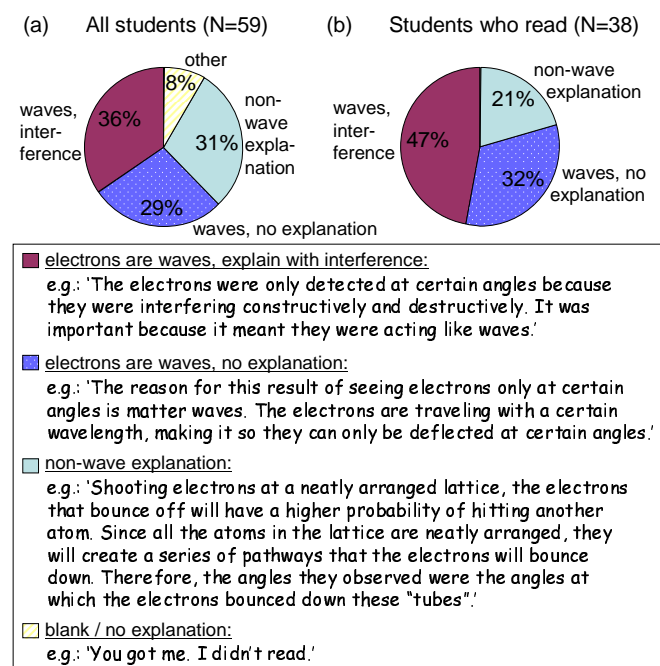 (a) All students (N=59)
(b) Students who read (N=38)
other
8%
waves,
inter-
ference
36%
non-
wave
expla-
nation
31%
29%
waves, no explanation
non-wave
explanation
21%
waves,
inter-
ference
47%
32%
waves, no
explanation
electrons are waves, explain with interference:
e.g.: 'The electrons were only detected at certain angles because
they were interfering constructively and destructively. It was
important because it meant they were acting like waves.'
electrons are waves, no explanation:
e.g.: 'The reason for this result of seeing electrons only at certain
angles is matter waves. The electrons are traveling with a certain
wavelength, making it so they can only be deflected at certain angles.'
non-wave explanation:
e.g.: 'Shooting electrons at a neatly arranged lattice, the electrons
that bounce off will have a higher probability of hitting another
atom. Since all the atoms in the lattice are neatly arranged, they
will create a series of pathways that the electrons will bounce
down. Therefore, the angles they observed were the angles at
which the electrons bounced down these "tubes".'
blank / no explanation:
e.g.: 'You got me. I didn't read.'